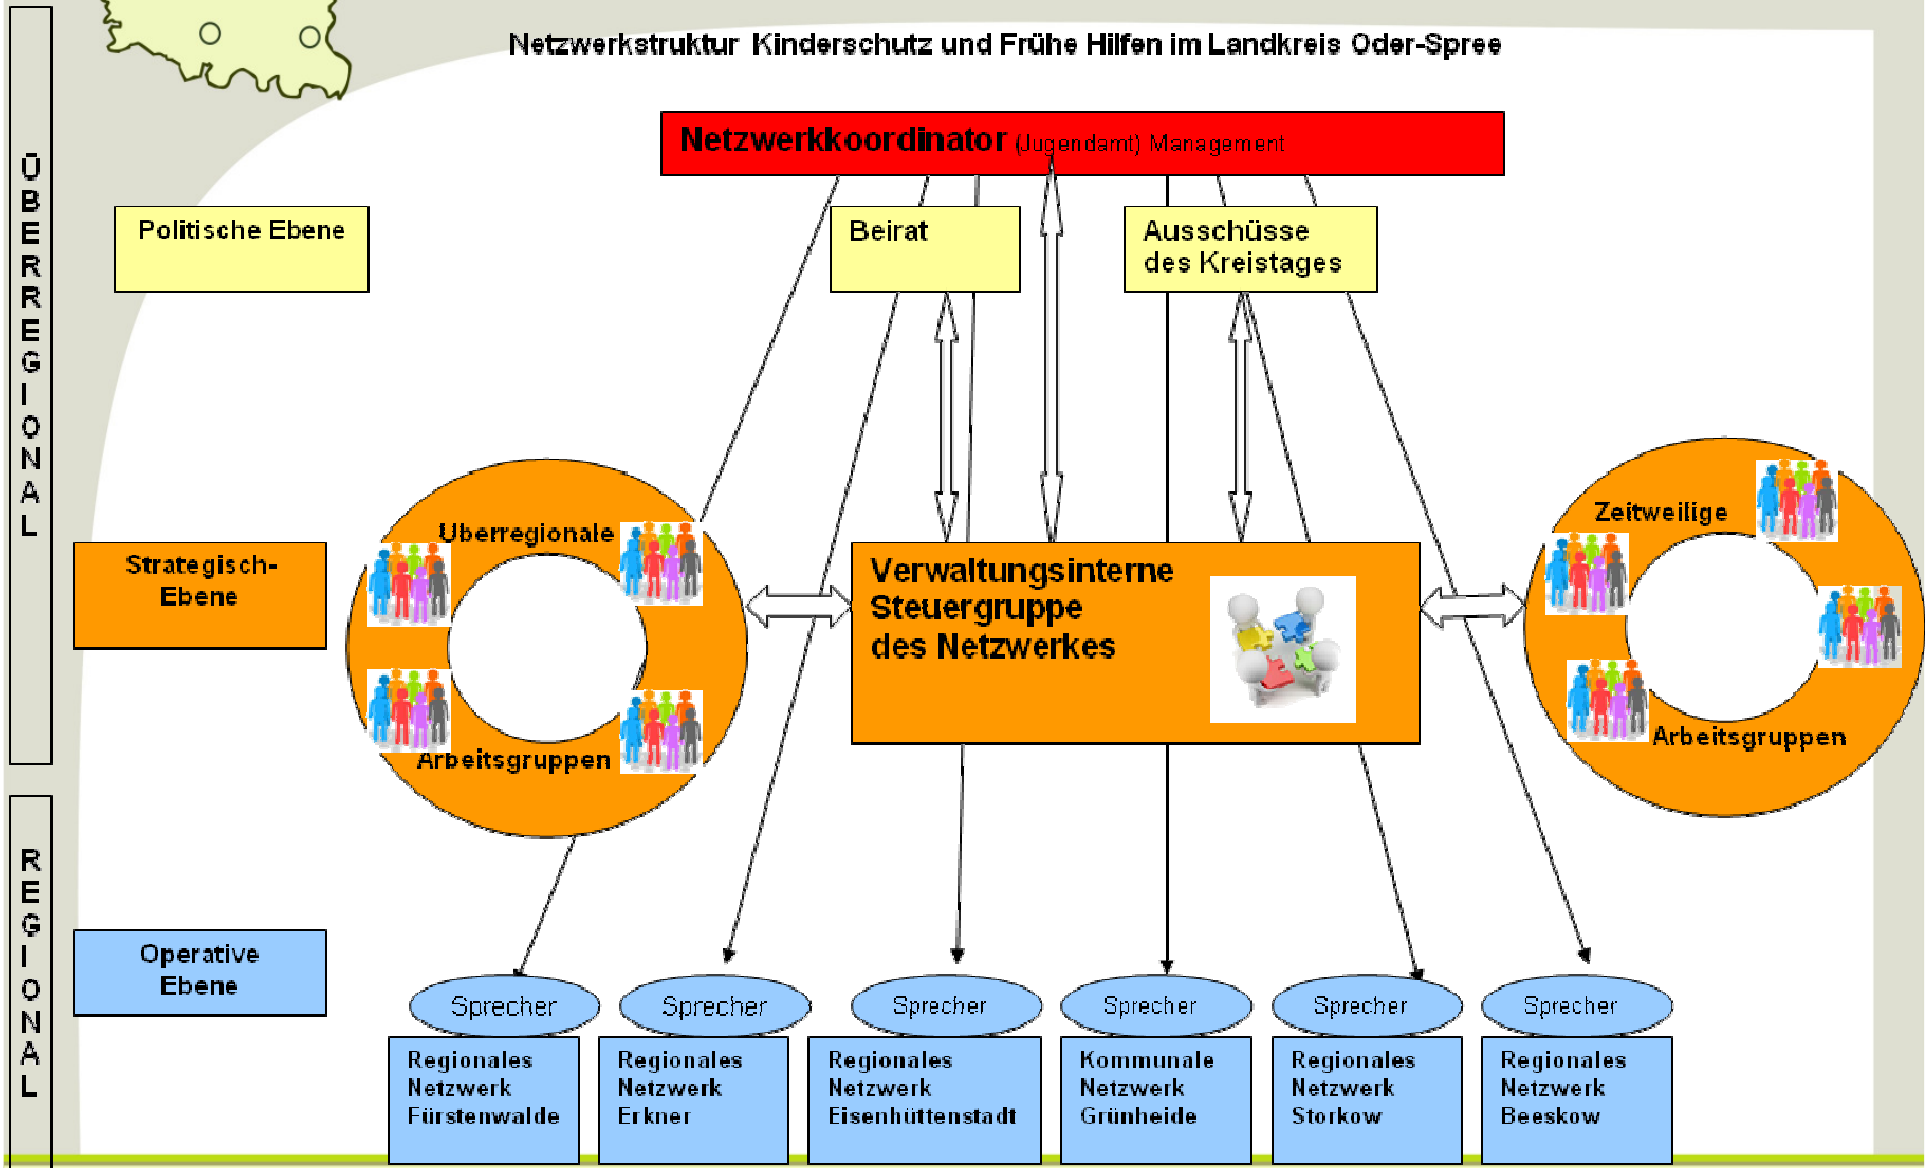 Netzwerkstruktur Kinderschutz und Frühe Hilfen im Landkreis Oder-Spree
ÜBERREGIONAL
Netzwerkkoordinator (Jugendamt) Management
Politische Ebene
Beirat
Ausschüsse
des Kreistages
Strategisch-
Ebene
Überregionale
Arbeitsgruppen
Verwaltungsinterne
Steuergruppe
des Netzwerkes
Zeitweilige
Arbeitsgruppen
REGIONAL
Operative
Ebene
Sprecher
Regionales
Netzwerk
Fürstenwalde
Sprecher
Regionales
Netzwerk
Erkner
Sprecher
Regionales
Netzwerk
Eisenhüttenstadt
Sprecher
Kommunale
Netzwerk
Grünheide
Sprecher
Regionales
Netzwerk
Storkow
Sprecher
Regionales
Netzwerk
Beeskow